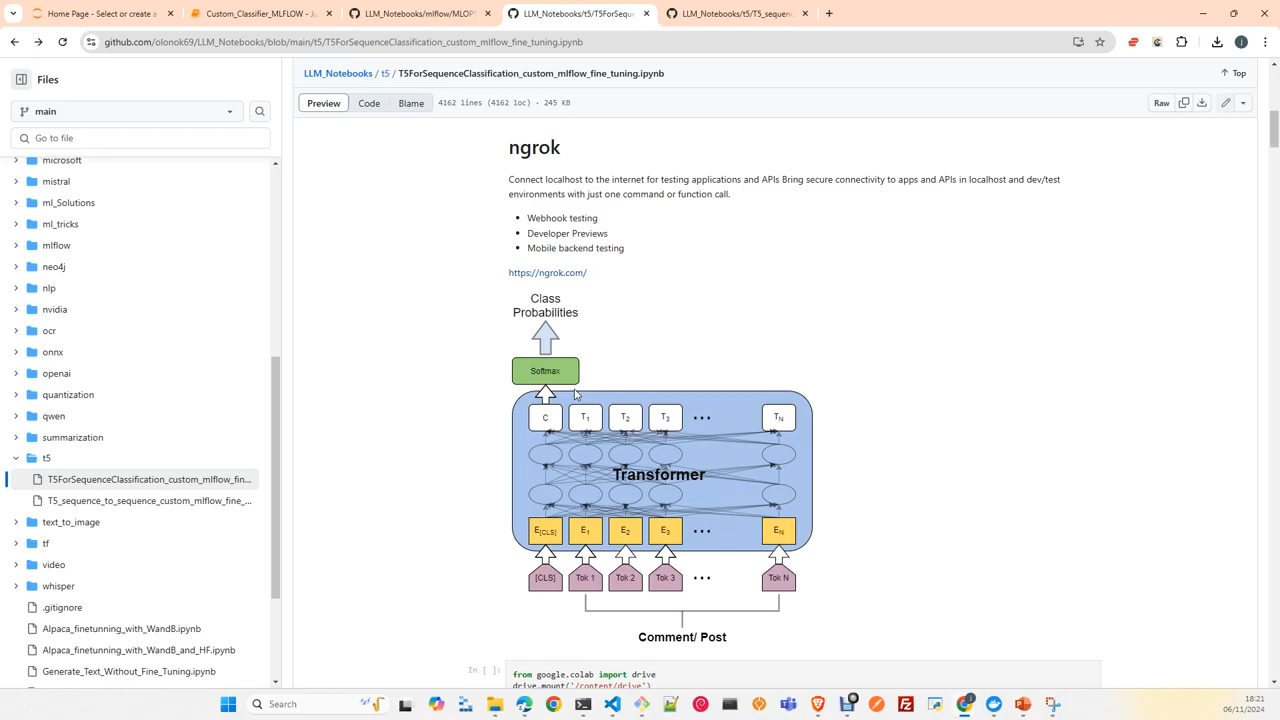 Home Page - Select or create a
Custom_Classifier_MLFLOW - Ju
LLM_Notebooks/mlflow/MLOPS
LLM_Notebooks/t5/T5ForSequenc
LLM_Notebooks/t5/T5_sequence
github.com/olonok69/LLM_Notebooks/blob/main/t5/T5ForSequenceClassification_custom_mlflow_fine_tuning.ipynb
Files
main
Go to file
microsoft
mistral
ml_Solutions
ml_tricks
mlflow
neo4j
nlp
nvidia
ocr
onnx
openai
quantization
qwen
summarization
t5
T5ForSequenceClassification_custom_mlflow_fin...
T5_sequence_to_sequence_custom_mlflow_fine_...
text_to_image
tf
video
whisper
.gitignore
Alpaca_finetunning_with_WandB.ipynb
Alpaca_finetunning_with_WandB_and_HF.ipynb
Generate_Text_Without_Fine_Tuning.ipynb
LLM_Notebooks / t5 / T5ForSequenceClassification_custom_mlflow_fine_tuning.ipynb
Top
Preview Code Blame 4162 lines (4162 loc) · 245 KB
Raw
ngrok
Connect localhost to the internet for testing applications and APIs Bring secure connectivity to apps and APIs in localhost and dev/test
environments with just one command or function call.
• Webhook testing
• Developer Previews
• Mobile backend testing
https://ngrok.com/
Class
Probabilities
Softmax
C T1 T2 T3 ... TN
Transformer
E[CLS] E1 E2 E3 ... EN
[CLS] Tok 1 Tok 2 Tok 3 ... Tok N
Comment/ Post
In [ ]: from google.colab import drive
drive.mount('/content/drive')
Search
18:21
06/11/2024